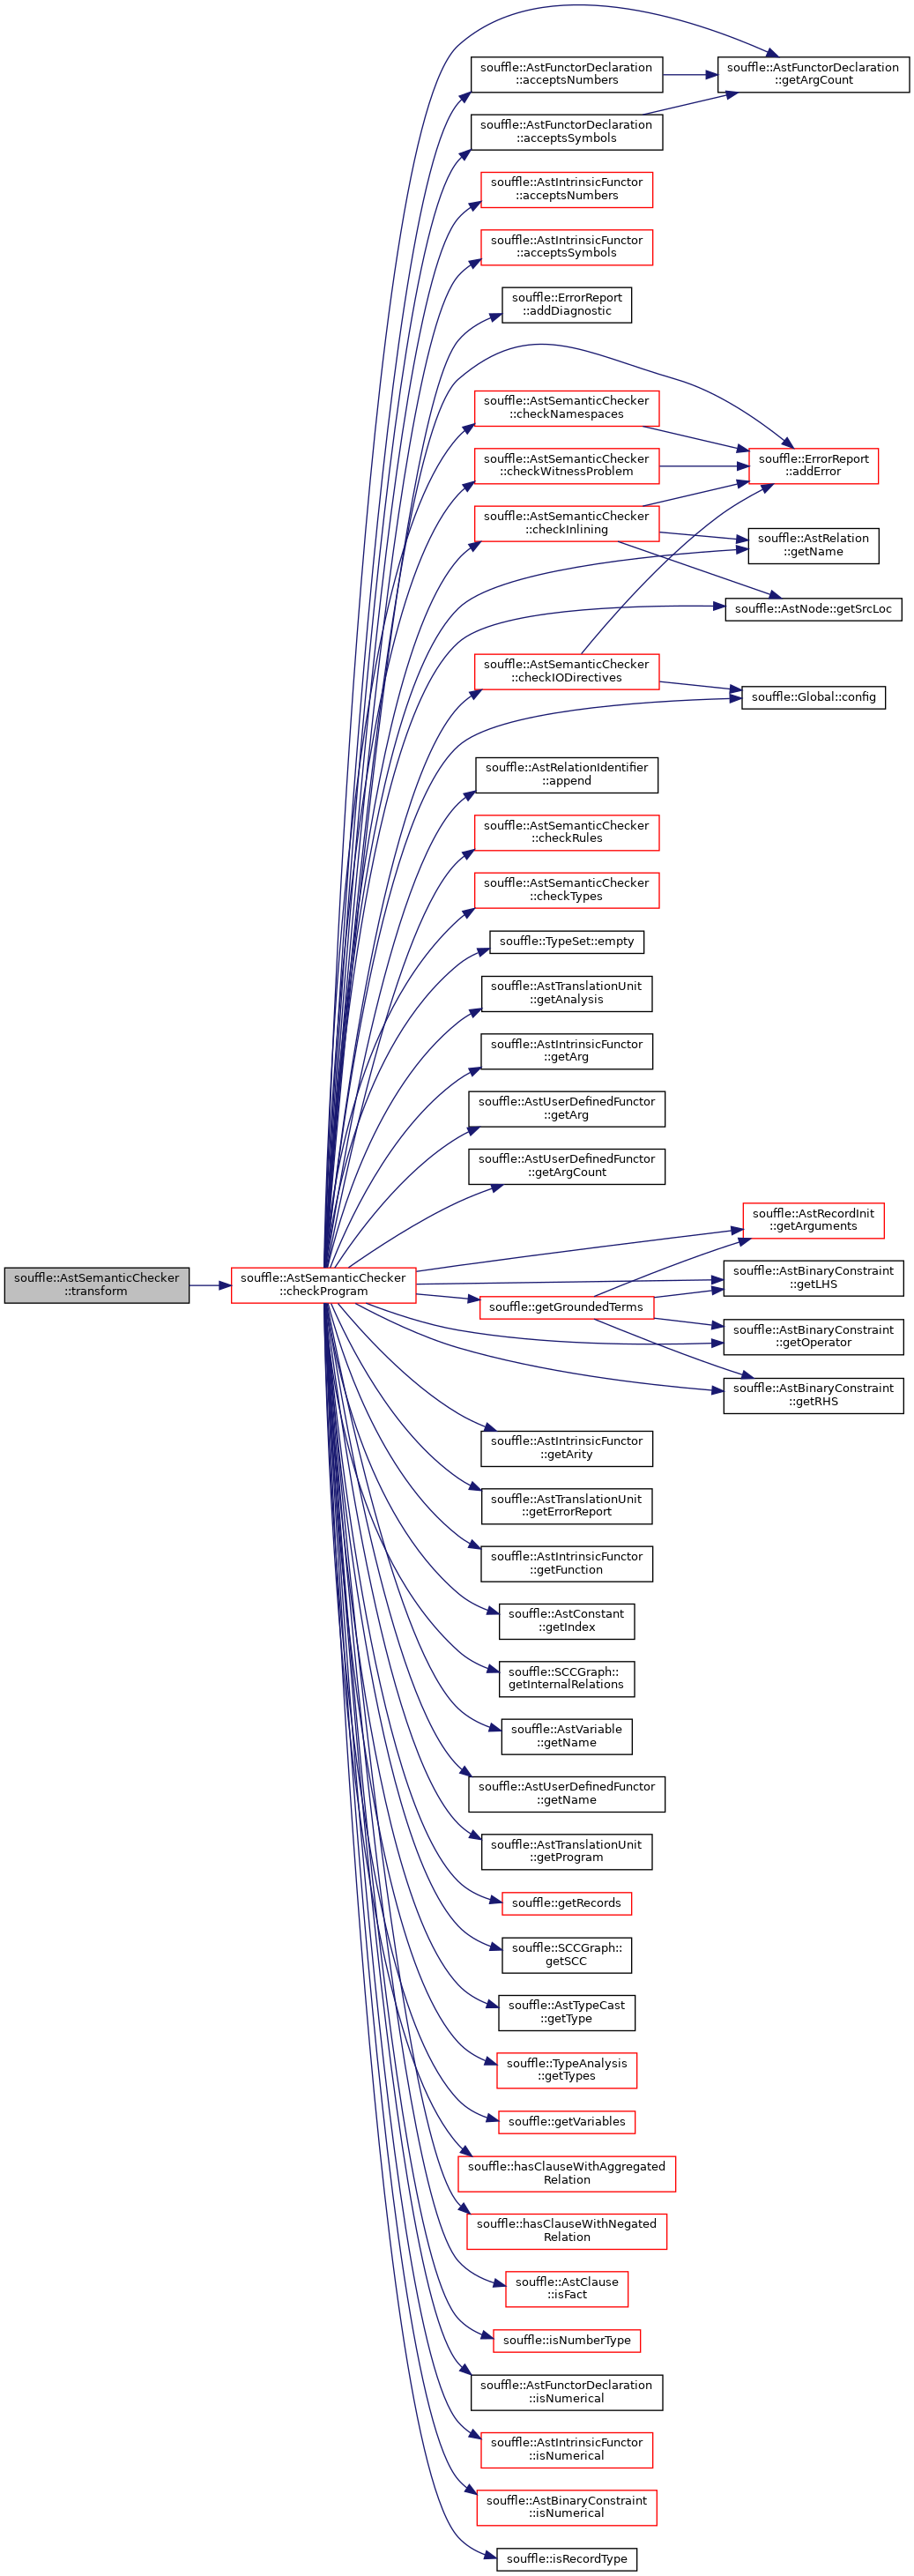 souffle::AstFunctorDeclaration
::acceptsNumbers
souffle::AstFunctorDeclaration
::getArgCount
souffle::AstFunctorDeclaration
::acceptsSymbols
souffle::AstIntrinsicFunctor
::acceptsNumbers
souffle::AstIntrinsicFunctor
::acceptsSymbols
souffle::ErrorReport
::addDiagnostic
souffle::AstSemanticChecker
::checkNamespaces
souffle::AstSemanticChecker
::checkWitnessProblem
souffle::ErrorReport
::addError
souffle::AstSemanticChecker
::checkInlining
souffle::AstRelation
::getName
souffle::AstNode::getSrcLoc
souffle::AstSemanticChecker
::checkIODirectives
souffle::Global::config
souffle::AstRelationIdentifier
::append
souffle::AstSemanticChecker
::checkRules
souffle::AstSemanticChecker
::checkTypes
souffle::TypeSet::empty
souffle::AstTranslationUnit
::getAnalysis
souffle::AstIntrinsicFunctor
::getArg
souffle::AstUserDefinedFunctor
::getArg
souffle::AstUserDefinedFunctor
::getArgCount
souffle::AstRecordInit
::getArguments
souffle::AstSemanticChecker
::transform
souffle::AstSemanticChecker
::checkProgram
souffle::AstBinaryConstraint
::getLHS
souffle::getGroundedTerms
souffle::AstBinaryConstraint
::getOperator
souffle::AstBinaryConstraint
::getRHS
souffle::AstIntrinsicFunctor
::getArity
souffle::AstTranslationUnit
::getErrorReport
souffle::AstIntrinsicFunctor
::getFunction
souffle::AstConstant
::getIndex
souffle::SCCGraph::
getInternalRelations
souffle::AstVariable
::getName
souffle::AstUserDefinedFunctor
::getName
souffle::AstTranslationUnit
::getProgram
souffle::getRecords
souffle::SCCGraph::
getSCC
souffle::AstTypeCast
::getType
souffle::TypeAnalysis
::getTypes
souffle::getVariables
souffle::hasClauseWithAggregated
Relation
souffle::hasClauseWithNegated
Relation
souffle::AstClause
::isFact
souffle::isNumberType
souffle::AstFunctorDeclaration
::isNumerical
souffle::AstIntrinsicFunctor
::isNumerical
souffle::AstBinaryConstraint
::isNumerical
souffle::isRecordType